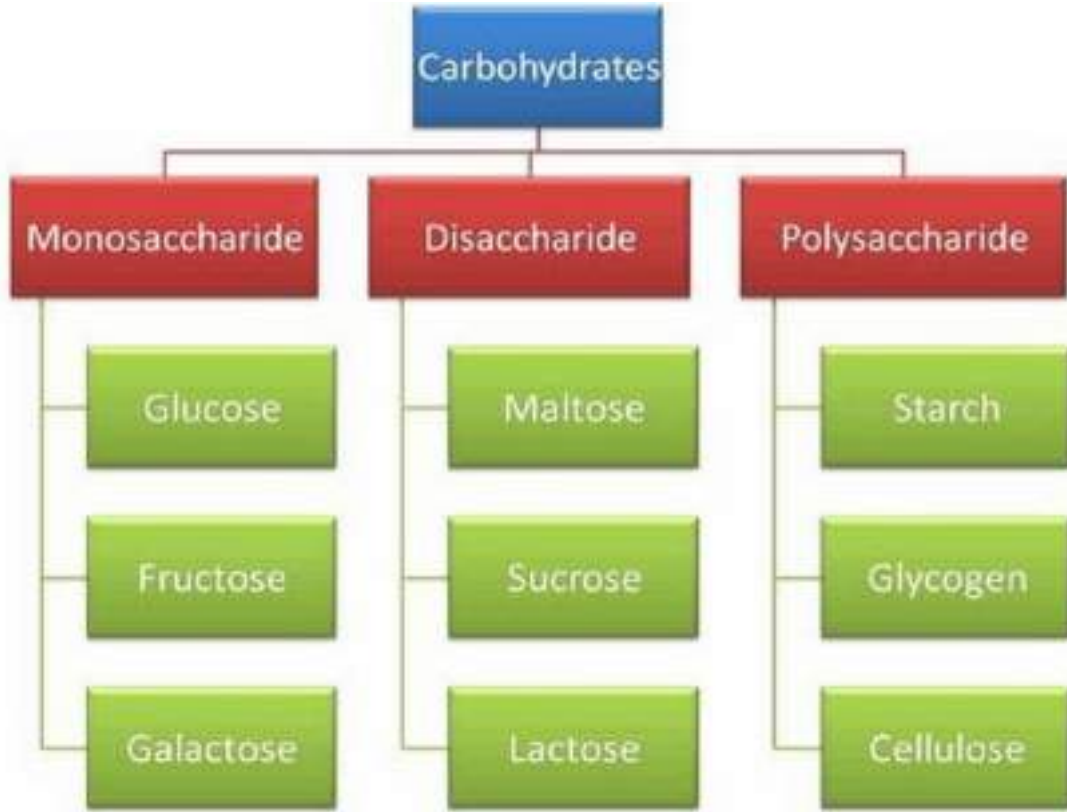 Carbohydrates
Monosaccharide
Disaccharide
Polysaccharide
Glucose
Maltose
Starch
Fructose
Sucrose
Glycogen
Galactose
Lactose
Cellulose